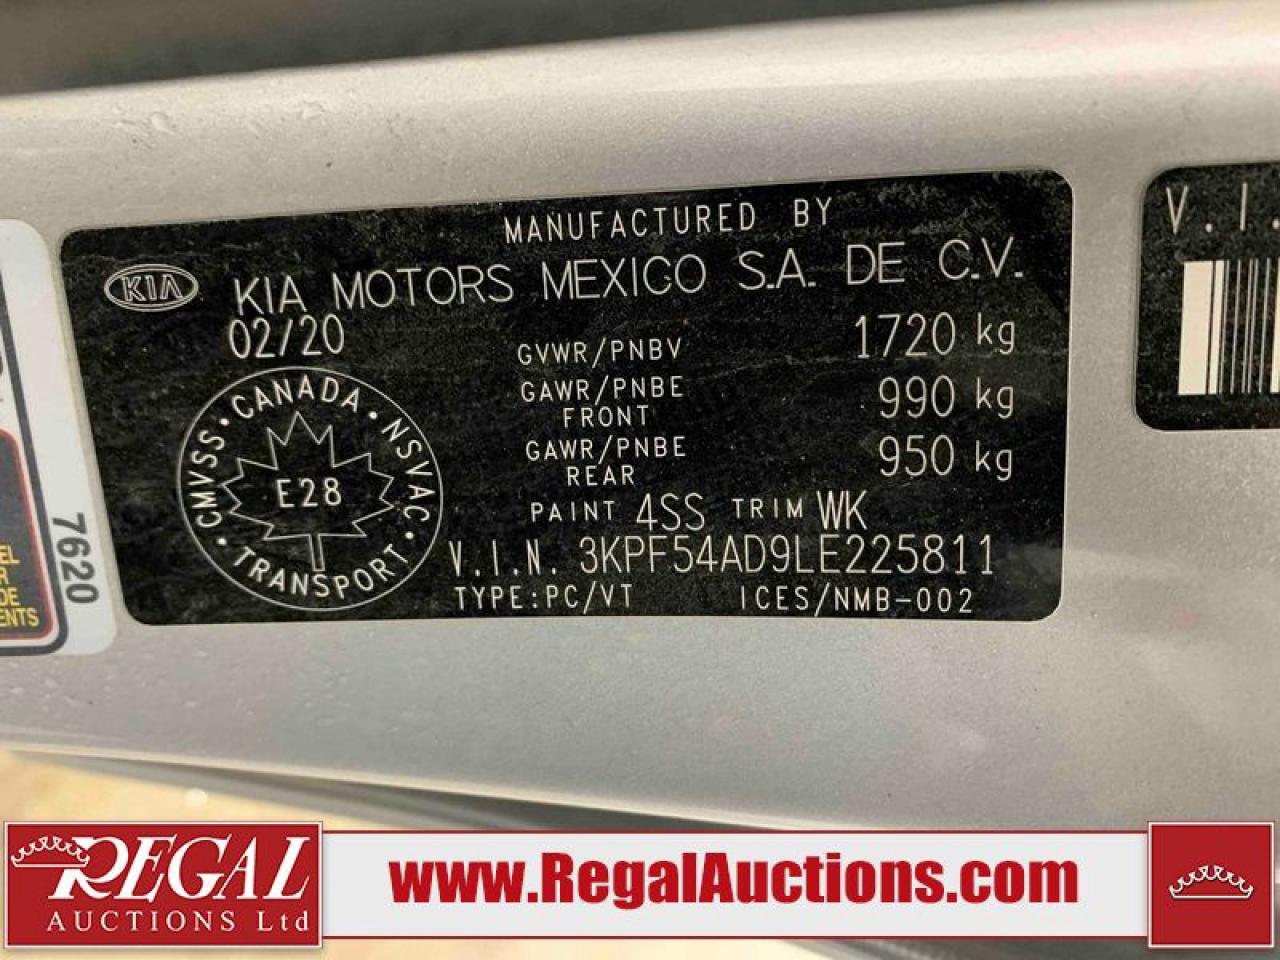 MANUFACTURED BY
KIA
KIA MOTORS MEXICO S.A. DE C.V.
02/20
GVWR/PNBV 1720 kg
GAWR/PNBE FRONT 990 kg
GAWR/PNBE REAR 950 kg
PAINT 4SS TRIM WK
V.I.N. 3KPF54AD9LE225811
TYPE:PC/VT ICES/NMB-002
CANADA · NSVAC · TRANSPORT · CMVSS ·
E28
V.I.
7620
REGAL
AUCTIONS Ltd
www.RegalAuctions.com